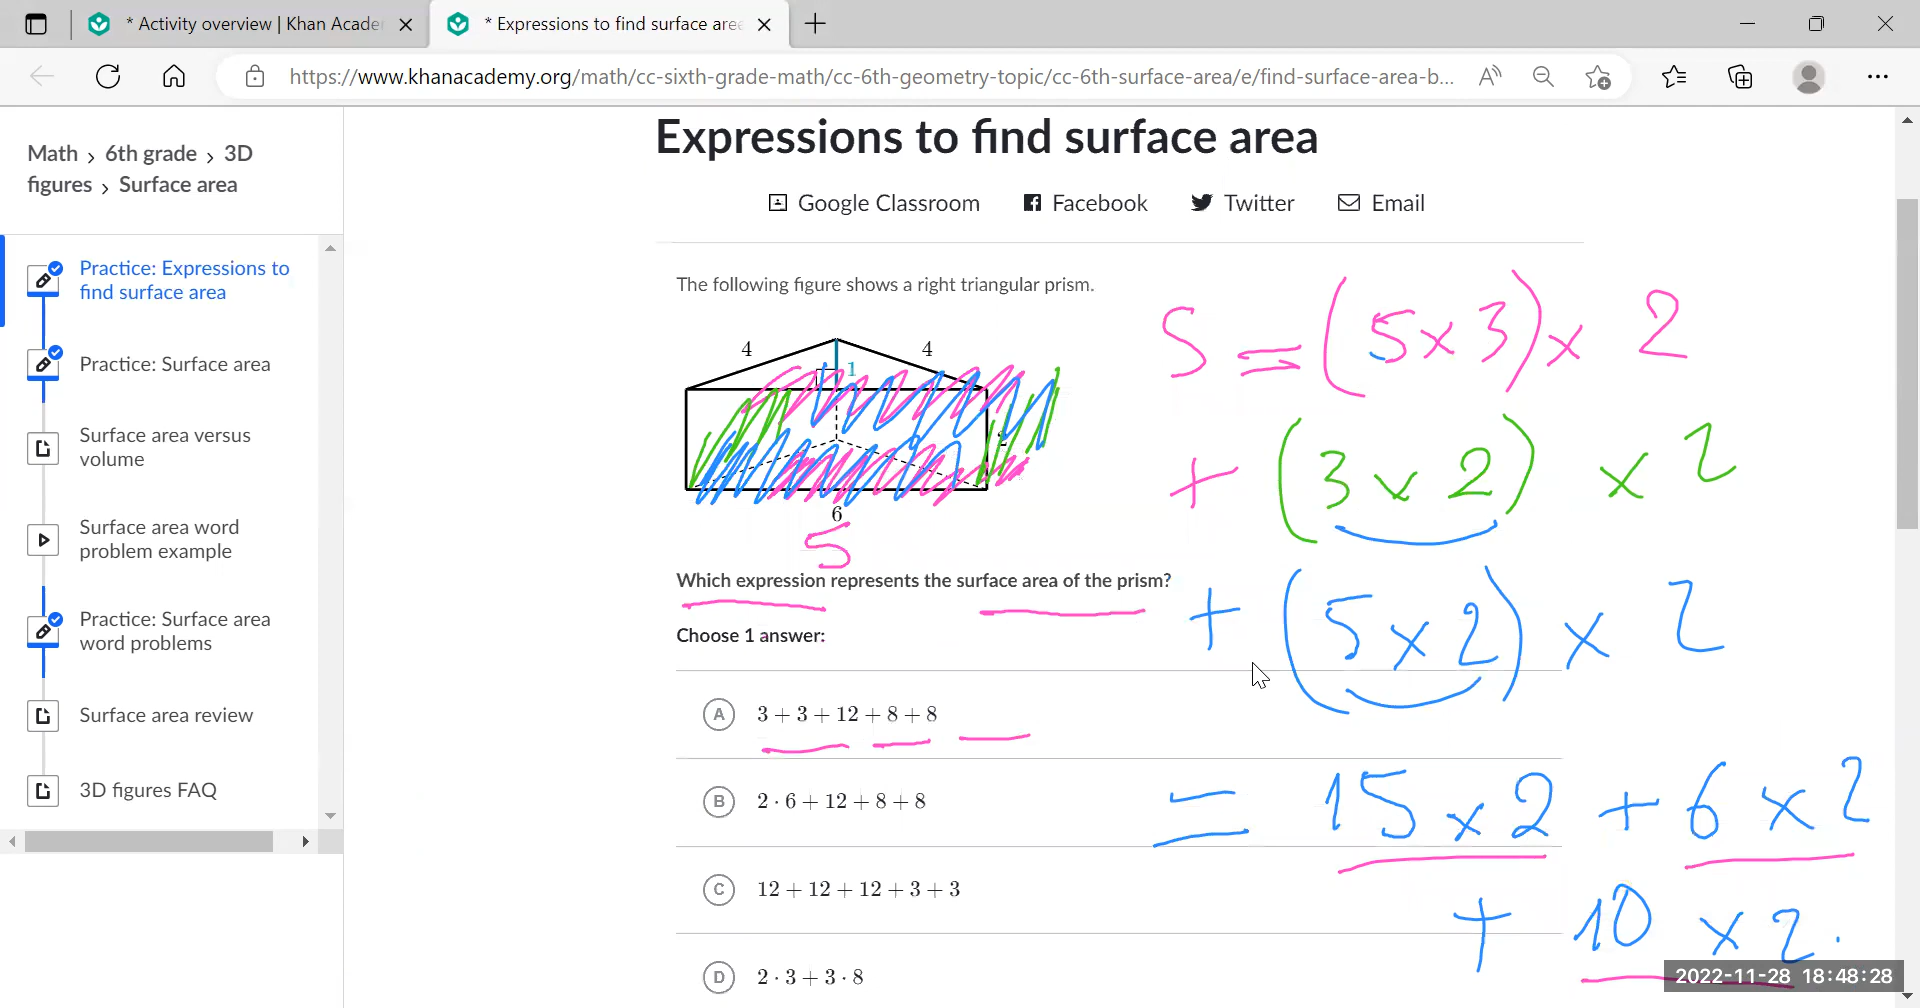 * Activity overview | Khan Acade
* Expressions to find surface are
https://www.khanacademy.org/math/cc-sixth-grade-math/cc-6th-geometry-topic/cc-6th-surface-area/e/find-surface-area-b...
Math > 6th grade > 3D
figures > Surface area
Practice: Expressions to
find surface area
Practice: Surface area
Surface area versus
volume
Surface area word
problem example
Practice: Surface area
word problems
Surface area review
3D figures FAQ
Expressions to find surface area
Google Classroom Facebook Twitter Email
The following figure shows a right triangular prism.
4 4
1
2
6
5
Which expression represents the surface area of the prism?
Choose 1 answer:
A 3 + 3 + 12 + 8 + 8
B 2 · 6 + 12 + 8 + 8
C 12 + 12 + 12 + 3 + 3
D 2 · 3 + 3 · 8
S = (5 x 3) x 2
+ (3 x 2) x 2
+ (5 x 2) x 2
= 15 x 2 + 6 x 2
+ 10 x 2.
2022-11-28 18:48:28